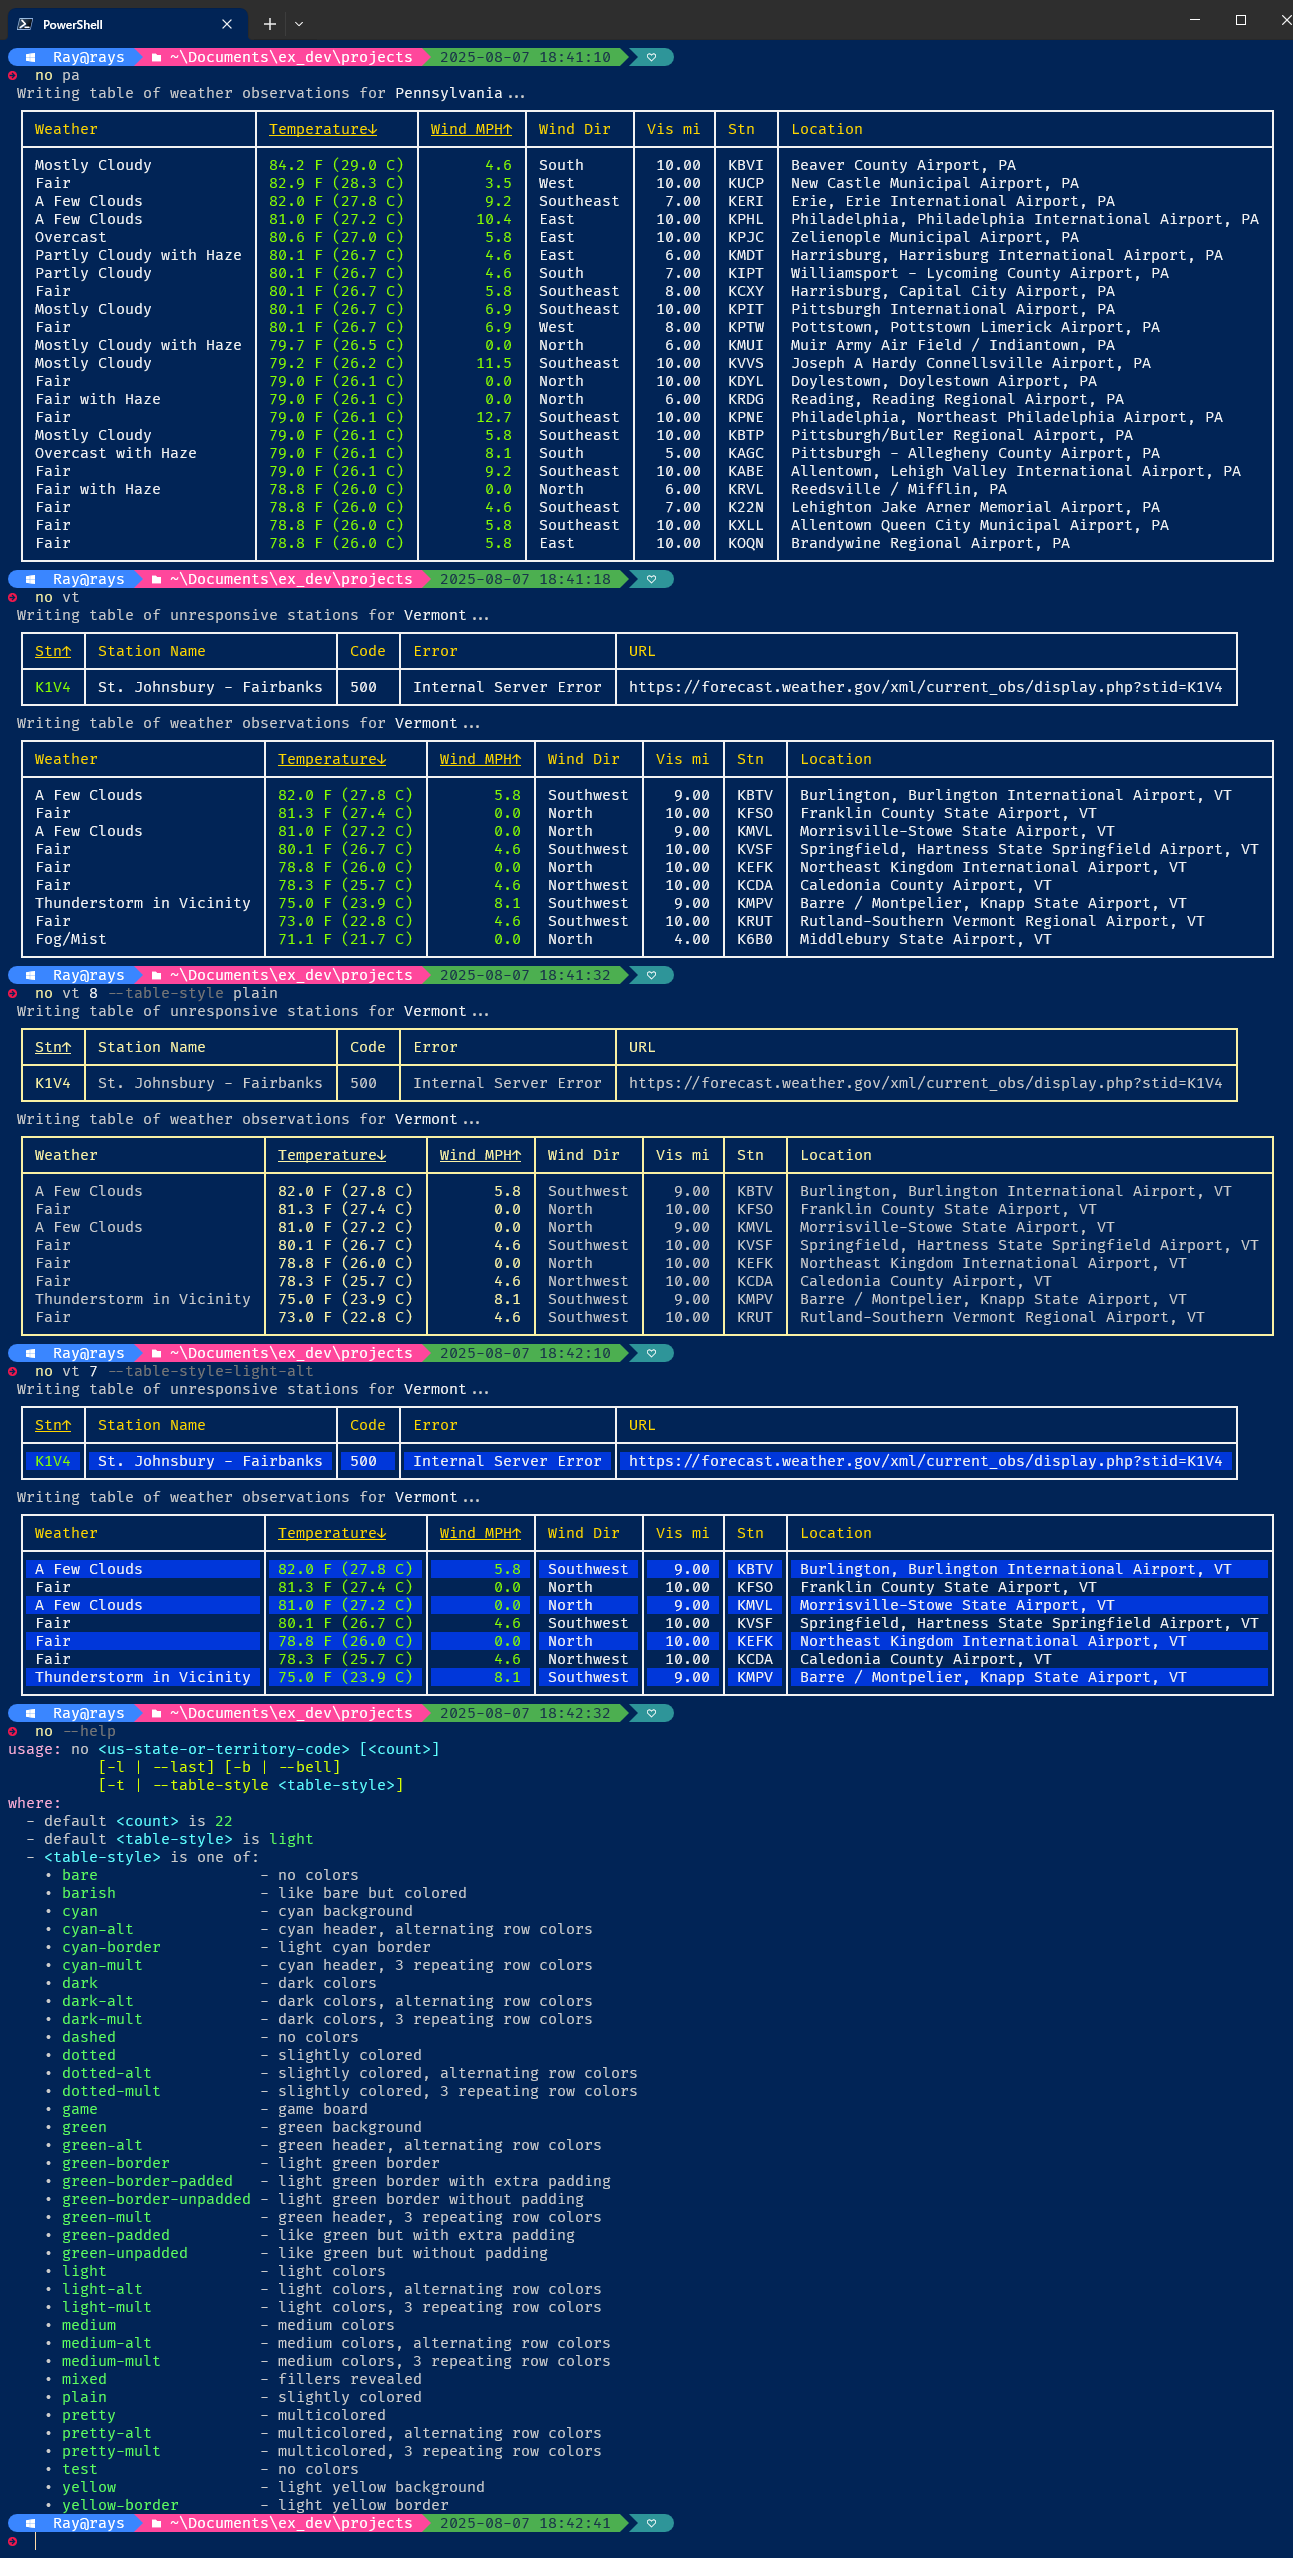 PowerShell
Ray@rays ~\Documents\ex_dev\projects 2025-08-07 18:41:10
no pa
Writing table of weather observations for Pennsylvania...
Weather Temperature↓ Wind MPH↑ Wind Dir Vis mi Stn Location
Mostly Cloudy 84.2 F (29.0 C) 4.6 South 10.00 KBVI Beaver County Airport, PA
Fair 82.9 F (28.3 C) 3.5 West 10.00 KUCP New Castle Municipal Airport, PA
A Few Clouds 82.0 F (27.8 C) 9.2 Southeast 7.00 KERI Erie, Erie International Airport, PA
A Few Clouds 81.0 F (27.2 C) 10.4 East 10.00 KPHL Philadelphia, Philadelphia International Airport, PA
Overcast 80.6 F (27.0 C) 5.8 East 10.00 KPJC Zelienople Municipal Airport, PA
Partly Cloudy with Haze 80.1 F (26.7 C) 4.6 East 6.00 KMDT Harrisburg, Harrisburg International Airport, PA
Partly Cloudy 80.1 F (26.7 C) 4.6 South 7.00 KIPT Williamsport - Lycoming County Airport, PA
Fair 80.1 F (26.7 C) 5.8 Southeast 8.00 KCXY Harrisburg, Capital City Airport, PA
Mostly Cloudy 80.1 F (26.7 C) 6.9 Southeast 10.00 KPIT Pittsburgh International Airport, PA
Fair 80.1 F (26.7 C) 6.9 West 8.00 KPTW Pottstown, Pottstown Limerick Airport, PA
Mostly Cloudy with Haze 79.7 F (26.5 C) 0.0 North 6.00 KMUI Muir Army Air Field / Indiantown, PA
Mostly Cloudy 79.2 F (26.2 C) 11.5 Southeast 10.00 KVVS Joseph A Hardy Connellsville Airport, PA
Fair 79.0 F (26.1 C) 0.0 North 10.00 KDYL Doylestown, Doylestown Airport, PA
Fair with Haze 79.0 F (26.1 C) 0.0 North 6.00 KRDG Reading, Reading Regional Airport, PA
Fair 79.0 F (26.1 C) 12.7 Southeast 10.00 KPNE Philadelphia, Northeast Philadelphia Airport, PA
Mostly Cloudy 79.0 F (26.1 C) 5.8 Southeast 10.00 KBTP Pittsburgh/Butler Regional Airport, PA
Overcast with Haze 79.0 F (26.1 C) 8.1 South 5.00 KAGC Pittsburgh - Allegheny County Airport, PA
Fair 79.0 F (26.1 C) 9.2 Southeast 10.00 KABE Allentown, Lehigh Valley International Airport, PA
Fair with Haze 78.8 F (26.0 C) 0.0 North 6.00 KRVL Reedsville / Mifflin, PA
Fair 78.8 F (26.0 C) 4.6 Southeast 7.00 K22N Lehighton Jake Arner Memorial Airport, PA
Fair 78.8 F (26.0 C) 5.8 Southeast 10.00 KXLL Allentown Queen City Municipal Airport, PA
Fair 78.8 F (26.0 C) 5.8 East 10.00 KOQN Brandywine Regional Airport, PA
Ray@rays ~\Documents\ex_dev\projects 2025-08-07 18:41:18
no vt
Writing table of unresponsive stations for Vermont...
Stn↑ Station Name Code Error URL
K1V4 St. Johnsbury - Fairbanks 500 Internal Server Error https://forecast.weather.gov/xml/current_obs/display.php?stid=K1V4
Writing table of weather observations for Vermont...
Weather Temperature↓ Wind MPH↑ Wind Dir Vis mi Stn Location
A Few Clouds 82.0 F (27.8 C) 5.8 Southwest 9.00 KBTV Burlington, Burlington International Airport, VT
Fair 81.3 F (27.4 C) 0.0 North 10.00 KFSO Franklin County State Airport, VT
A Few Clouds 81.0 F (27.2 C) 0.0 North 9.00 KMVL Morrisville-Stowe State Airport, VT
Fair 80.1 F (26.7 C) 4.6 Southwest 10.00 KVSF Springfield, Hartness State Springfield Airport, VT
Fair 78.8 F (26.0 C) 0.0 North 10.00 KEFK Northeast Kingdom International Airport, VT
Fair 78.3 F (25.7 C) 4.6 Northwest 10.00 KCDA Caledonia County Airport, VT
Thunderstorm in Vicinity 75.0 F (23.9 C) 8.1 Southwest 9.00 KMPV Barre / Montpelier, Knapp State Airport, VT
Fair 73.0 F (22.8 C) 4.6 Southwest 10.00 KRUT Rutland-Southern Vermont Regional Airport, VT
Fog/Mist 71.1 F (21.7 C) 0.0 North 4.00 K6B0 Middlebury State Airport, VT
Ray@rays ~\Documents\ex_dev\projects 2025-08-07 18:41:32
no vt 8 --table-style plain
Writing table of unresponsive stations for Vermont...
Stn↑ Station Name Code Error URL
K1V4 St. Johnsbury - Fairbanks 500 Internal Server Error https://forecast.weather.gov/xml/current_obs/display.php?stid=K1V4
Writing table of weather observations for Vermont...
Weather Temperature↓ Wind MPH↑ Wind Dir Vis mi Stn Location
A Few Clouds 82.0 F (27.8 C) 5.8 Southwest 9.00 KBTV Burlington, Burlington International Airport, VT
Fair 81.3 F (27.4 C) 0.0 North 10.00 KFSO Franklin County State Airport, VT
A Few Clouds 81.0 F (27.2 C) 0.0 North 9.00 KMVL Morrisville-Stowe State Airport, VT
Fair 80.1 F (26.7 C) 4.6 Southwest 10.00 KVSF Springfield, Hartness State Springfield Airport, VT
Fair 78.8 F (26.0 C) 0.0 North 10.00 KEFK Northeast Kingdom International Airport, VT
Fair 78.3 F (25.7 C) 4.6 Northwest 10.00 KCDA Caledonia County Airport, VT
Thunderstorm in Vicinity 75.0 F (23.9 C) 8.1 Southwest 9.00 KMPV Barre / Montpelier, Knapp State Airport, VT
Fair 73.0 F (22.8 C) 4.6 Southwest 10.00 KRUT Rutland-Southern Vermont Regional Airport, VT
Ray@rays ~\Documents\ex_dev\projects 2025-08-07 18:42:10
no vt 7 --table-style=light-alt
Writing table of unresponsive stations for Vermont...
Stn↑ Station Name Code Error URL
K1V4 St. Johnsbury - Fairbanks 500 Internal Server Error https://forecast.weather.gov/xml/current_obs/display.php?stid=K1V4
Writing table of weather observations for Vermont...
Weather Temperature↓ Wind MPH↑ Wind Dir Vis mi Stn Location
A Few Clouds 82.0 F (27.8 C) 5.8 Southwest 9.00 KBTV Burlington, Burlington International Airport, VT
Fair 81.3 F (27.4 C) 0.0 North 10.00 KFSO Franklin County State Airport, VT
A Few Clouds 81.0 F (27.2 C) 0.0 North 9.00 KMVL Morrisville-Stowe State Airport, VT
Fair 80.1 F (26.7 C) 4.6 Southwest 10.00 KVSF Springfield, Hartness State Springfield Airport, VT
Fair 78.8 F (26.0 C) 0.0 North 10.00 KEFK Northeast Kingdom International Airport, VT
Fair 78.3 F (25.7 C) 4.6 Northwest 10.00 KCDA Caledonia County Airport, VT
Thunderstorm in Vicinity 75.0 F (23.9 C) 8.1 Southwest 9.00 KMPV Barre / Montpelier, Knapp State Airport, VT
Ray@rays ~\Documents\ex_dev\projects 2025-08-07 18:42:32
no --help
usage: no <us-state-or-territory-code> [<count>]
[-l | --last] [-b | --bell]
[-t | --table-style <table-style>]
where:
- default <count> is 22
- default <table-style> is light
- <table-style> is one of:
• bare - no colors
• barish - like bare but colored
• cyan - cyan background
• cyan-alt - cyan header, alternating row colors
• cyan-border - light cyan border
• cyan-mult - cyan header, 3 repeating row colors
• dark - dark colors
• dark-alt - dark colors, alternating row colors
• dark-mult - dark colors, 3 repeating row colors
• dashed - no colors
• dotted - slightly colored
• dotted-alt - slightly colored, alternating row colors
• dotted-mult - slightly colored, 3 repeating row colors
• game - game board
• green - green background
• green-alt - green header, alternating row colors
• green-border - light green border
• green-border-padded - light green border with extra padding
• green-border-unpadded - light green border without padding
• green-mult - green header, 3 repeating row colors
• green-padded - like green but with extra padding
• green-unpadded - like green but without padding
• light - light colors
• light-alt - light colors, alternating row colors
• light-mult - light colors, 3 repeating row colors
• medium - medium colors
• medium-alt - medium colors, alternating row colors
• medium-mult - medium colors, 3 repeating row colors
• mixed - fillers revealed
• plain - slightly colored
• pretty - multicolored
• pretty-alt - multicolored, alternating row colors
• pretty-mult - multicolored, 3 repeating row colors
• test - no colors
• yellow - light yellow background
• yellow-border - light yellow border
Ray@rays ~\Documents\ex_dev\projects 2025-08-07 18:42:41